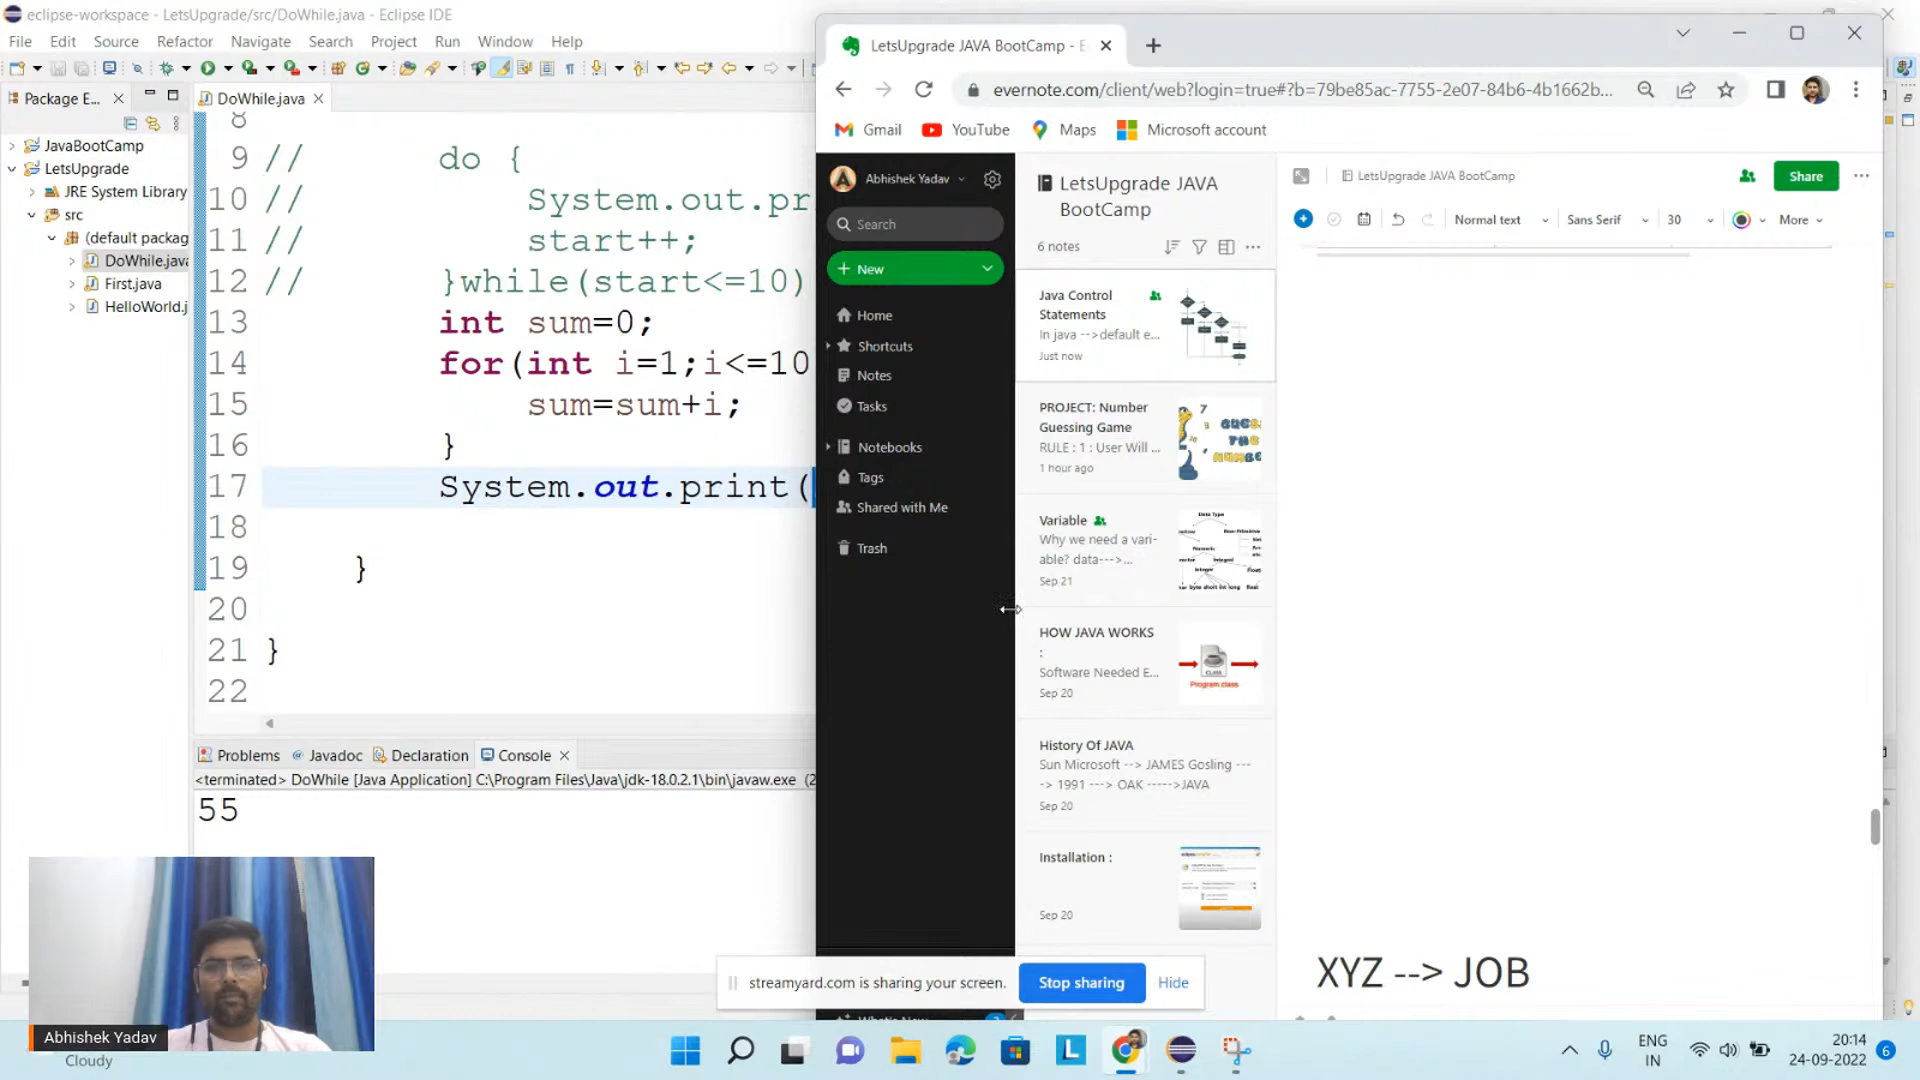 eclipse-workspace - LetsUpgrade/src/DoWhile.java - Eclipse IDE
File Edit Source Refactor Navigate Search Project Run Window Help
Package E...
DoWhile.java
JavaBootCamp
LetsUpgrade
JRE System Library
src
(default packag
DoWhile.java
First.java
HelloWorld.j
8
9 // do {
10 // System.out.pr
11 // start++;
12 // }while(start<=10)
13 int sum=0;
14 for(int i=1;i<=10
15 sum=sum+i;
16 }
17 System.out.print(
18
19 }
20
21 }
22
Problems Javadoc Declaration Console
<terminated> DoWhile [Java Application] C:\Program Files\Java\jdk-18.0.2.1\bin\javaw.exe (2
55
Abhishek Yadav
Cloudy
LetsUpgrade JAVA BootCamp - E
evernote.com/client/web?login=true#?b=79be85ac-7755-2e07-84b6-4b1662b...
Gmail YouTube Maps Microsoft account
Abhishek Yadav
Search
New
Home
Shortcuts
Notes
Tasks
Notebooks
Tags
Shared with Me
Trash
What's New
LetsUpgrade JAVA
BootCamp
6 notes
Java Control
Statements
In java -->default e...
Just now
PROJECT: Number
Guessing Game
RULE : 1 : User Will ...
1 hour ago
Variable
Why we need a vari-
able? data--->...
Sep 21
HOW JAVA WORKS
:
Software Needed E...
Sep 20
Program.class
History Of JAVA
Sun Microsoft --> JAMES Gosling ---
-> 1991 ---> OAK ----->JAVA
Sep 20
Installation :
Sep 20
LetsUpgrade JAVA BootCamp
Share
Normal text Sans Serif 30 More
XYZ --> JOB
streamyard.com is sharing your screen. Stop sharing Hide
ENG
IN
20:14
24-09-2022
6